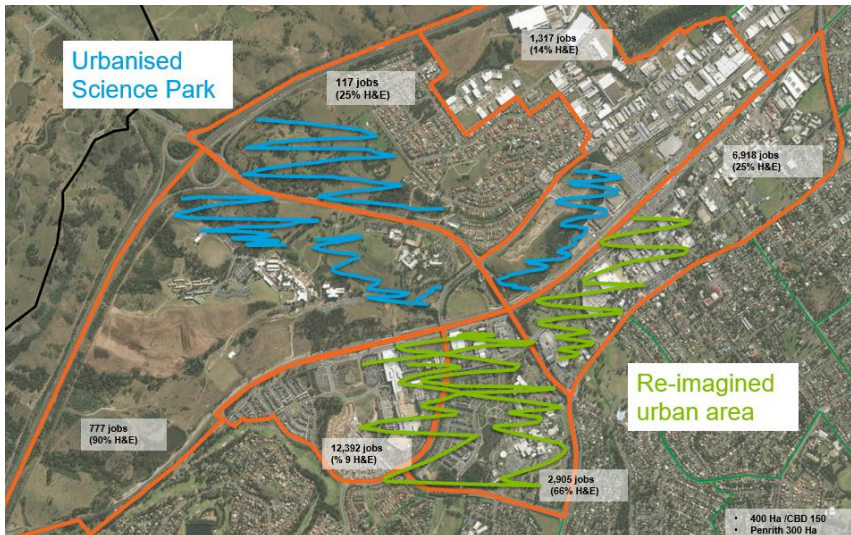 Urbanised
Science Park
1,317 jobs
(14% H&E)
117 jobs
(25% H&E)
6,918 jobs
(25% H&E)
Re-imagined
urban area
777 jobs
(90% H&E)
12,392 jobs
(% 9 H&E)
2,905 jobs
(66% H&E)
• 400 Ha /CBD 150
• Penrith 300 Ha